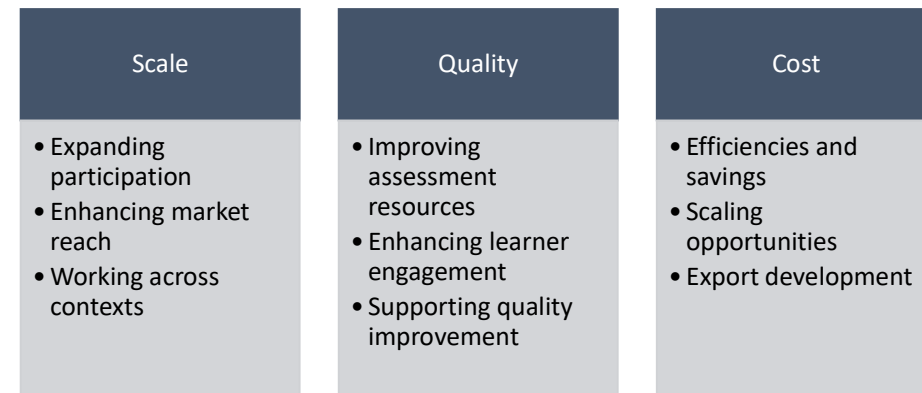 Scale
• Expanding
participation
• Enhancing market
reach
• Working across
contexts
Quality
• Improving
assessment
resources
• Enhancing learner
engagement
• Supporting quality
improvement
Cost
• Efficiencies and
savings
• Scaling
opportunities
• Export development